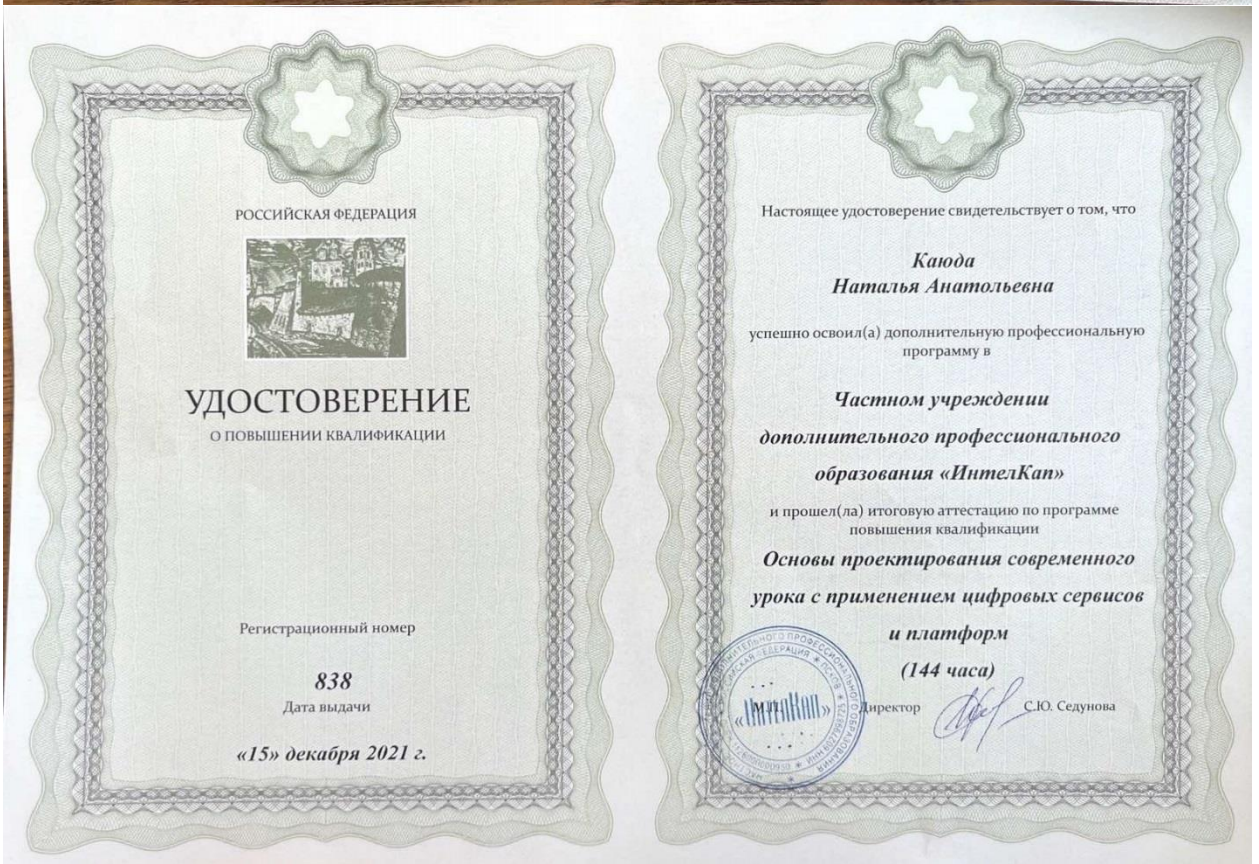 РОССИЙСКАЯ ФЕДЕРАЦИЯ
УДОСТОВЕРЕНИЕ
О ПОВЫШЕНИИ КВАЛИФИКАЦИИ
Регистрационный номер
838
Дата выдачи
«15» декабря 2021 г.
Настоящее удостоверение свидетельствует о том, что
Каюда
Наталья Анатольевна
успешно освоил(а) дополнительную профессиональную
программу в
Частном учреждении
дополнительного профессионального
образования «ИнтелКап»
и прошел(ла) итоговую аттестацию по программе
повышения квалификации
Основы проектирования современного
урока с применением цифровых сервисов
и платформ
(144 часа)
М.П.
Директор
С.Ю. Седунова
«ИнтелКап»